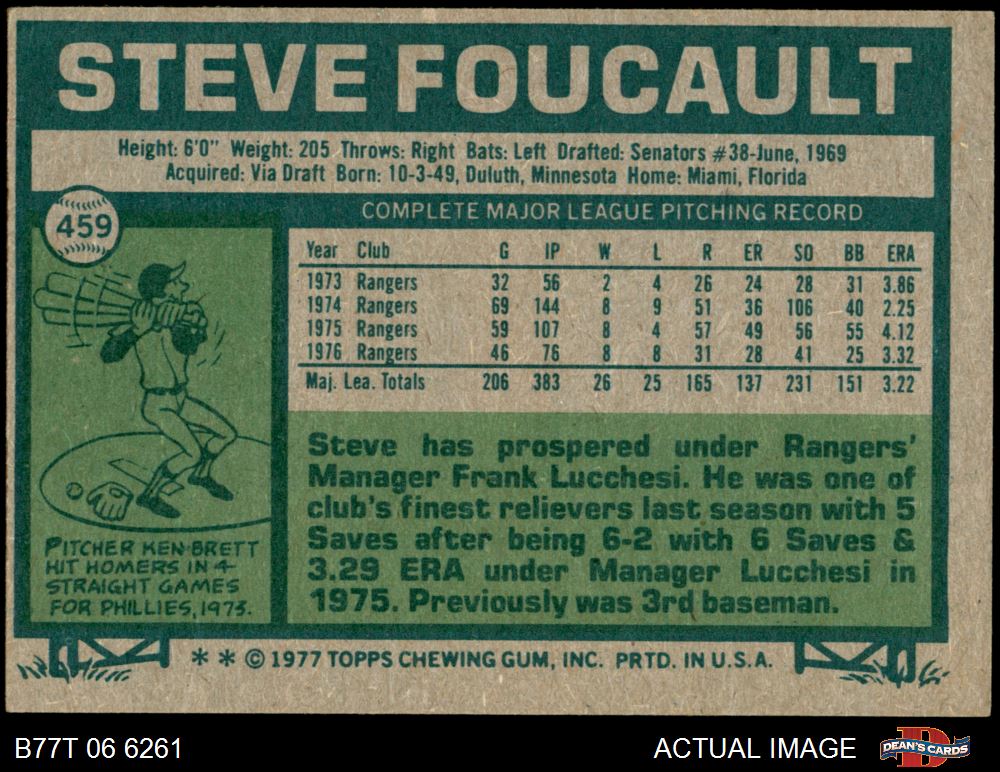 STEVE FOUCAULT
Height: 6'0" Weight: 205 Throws: Right Bats: Left Drafted: Senators #38-June, 1969
Acquired: Via Draft Born: 10-3-49, Duluth, Minnesota Home: Miami, Florida
459
COMPLETE MAJOR LEAGUE PITCHING RECORD
Year Club G IP W L R ER SO BB ERA
1973 Rangers 32 56 2 4 26 24 28 31 3.86
1974 Rangers 69 144 8 9 51 36 106 40 2.25
1975 Rangers 59 107 8 4 57 49 56 55 4.12
1976 Rangers 46 76 8 8 31 28 41 25 3.32
Maj. Lea. Totals 206 383 26 25 165 137 231 151 3.22
Steve has prospered under Rangers'
Manager Frank Lucchesi. He was one of
club's finest relievers last season with 5
Saves after being 6-2 with 6 Saves &
3.29 ERA under Manager Lucchesi in
1975. Previously was 3rd baseman.
PITCHER KEN BRETT
HIT HOMERS IN 4
STRAIGHT GAMES
FOR PHILLIES, 1973.
* * © 1977 TOPPS CHEWING GUM, INC. PRTD. IN U.S.A.
B77T 06 6261
ACTUAL IMAGE
D
DEAN'S CARDS